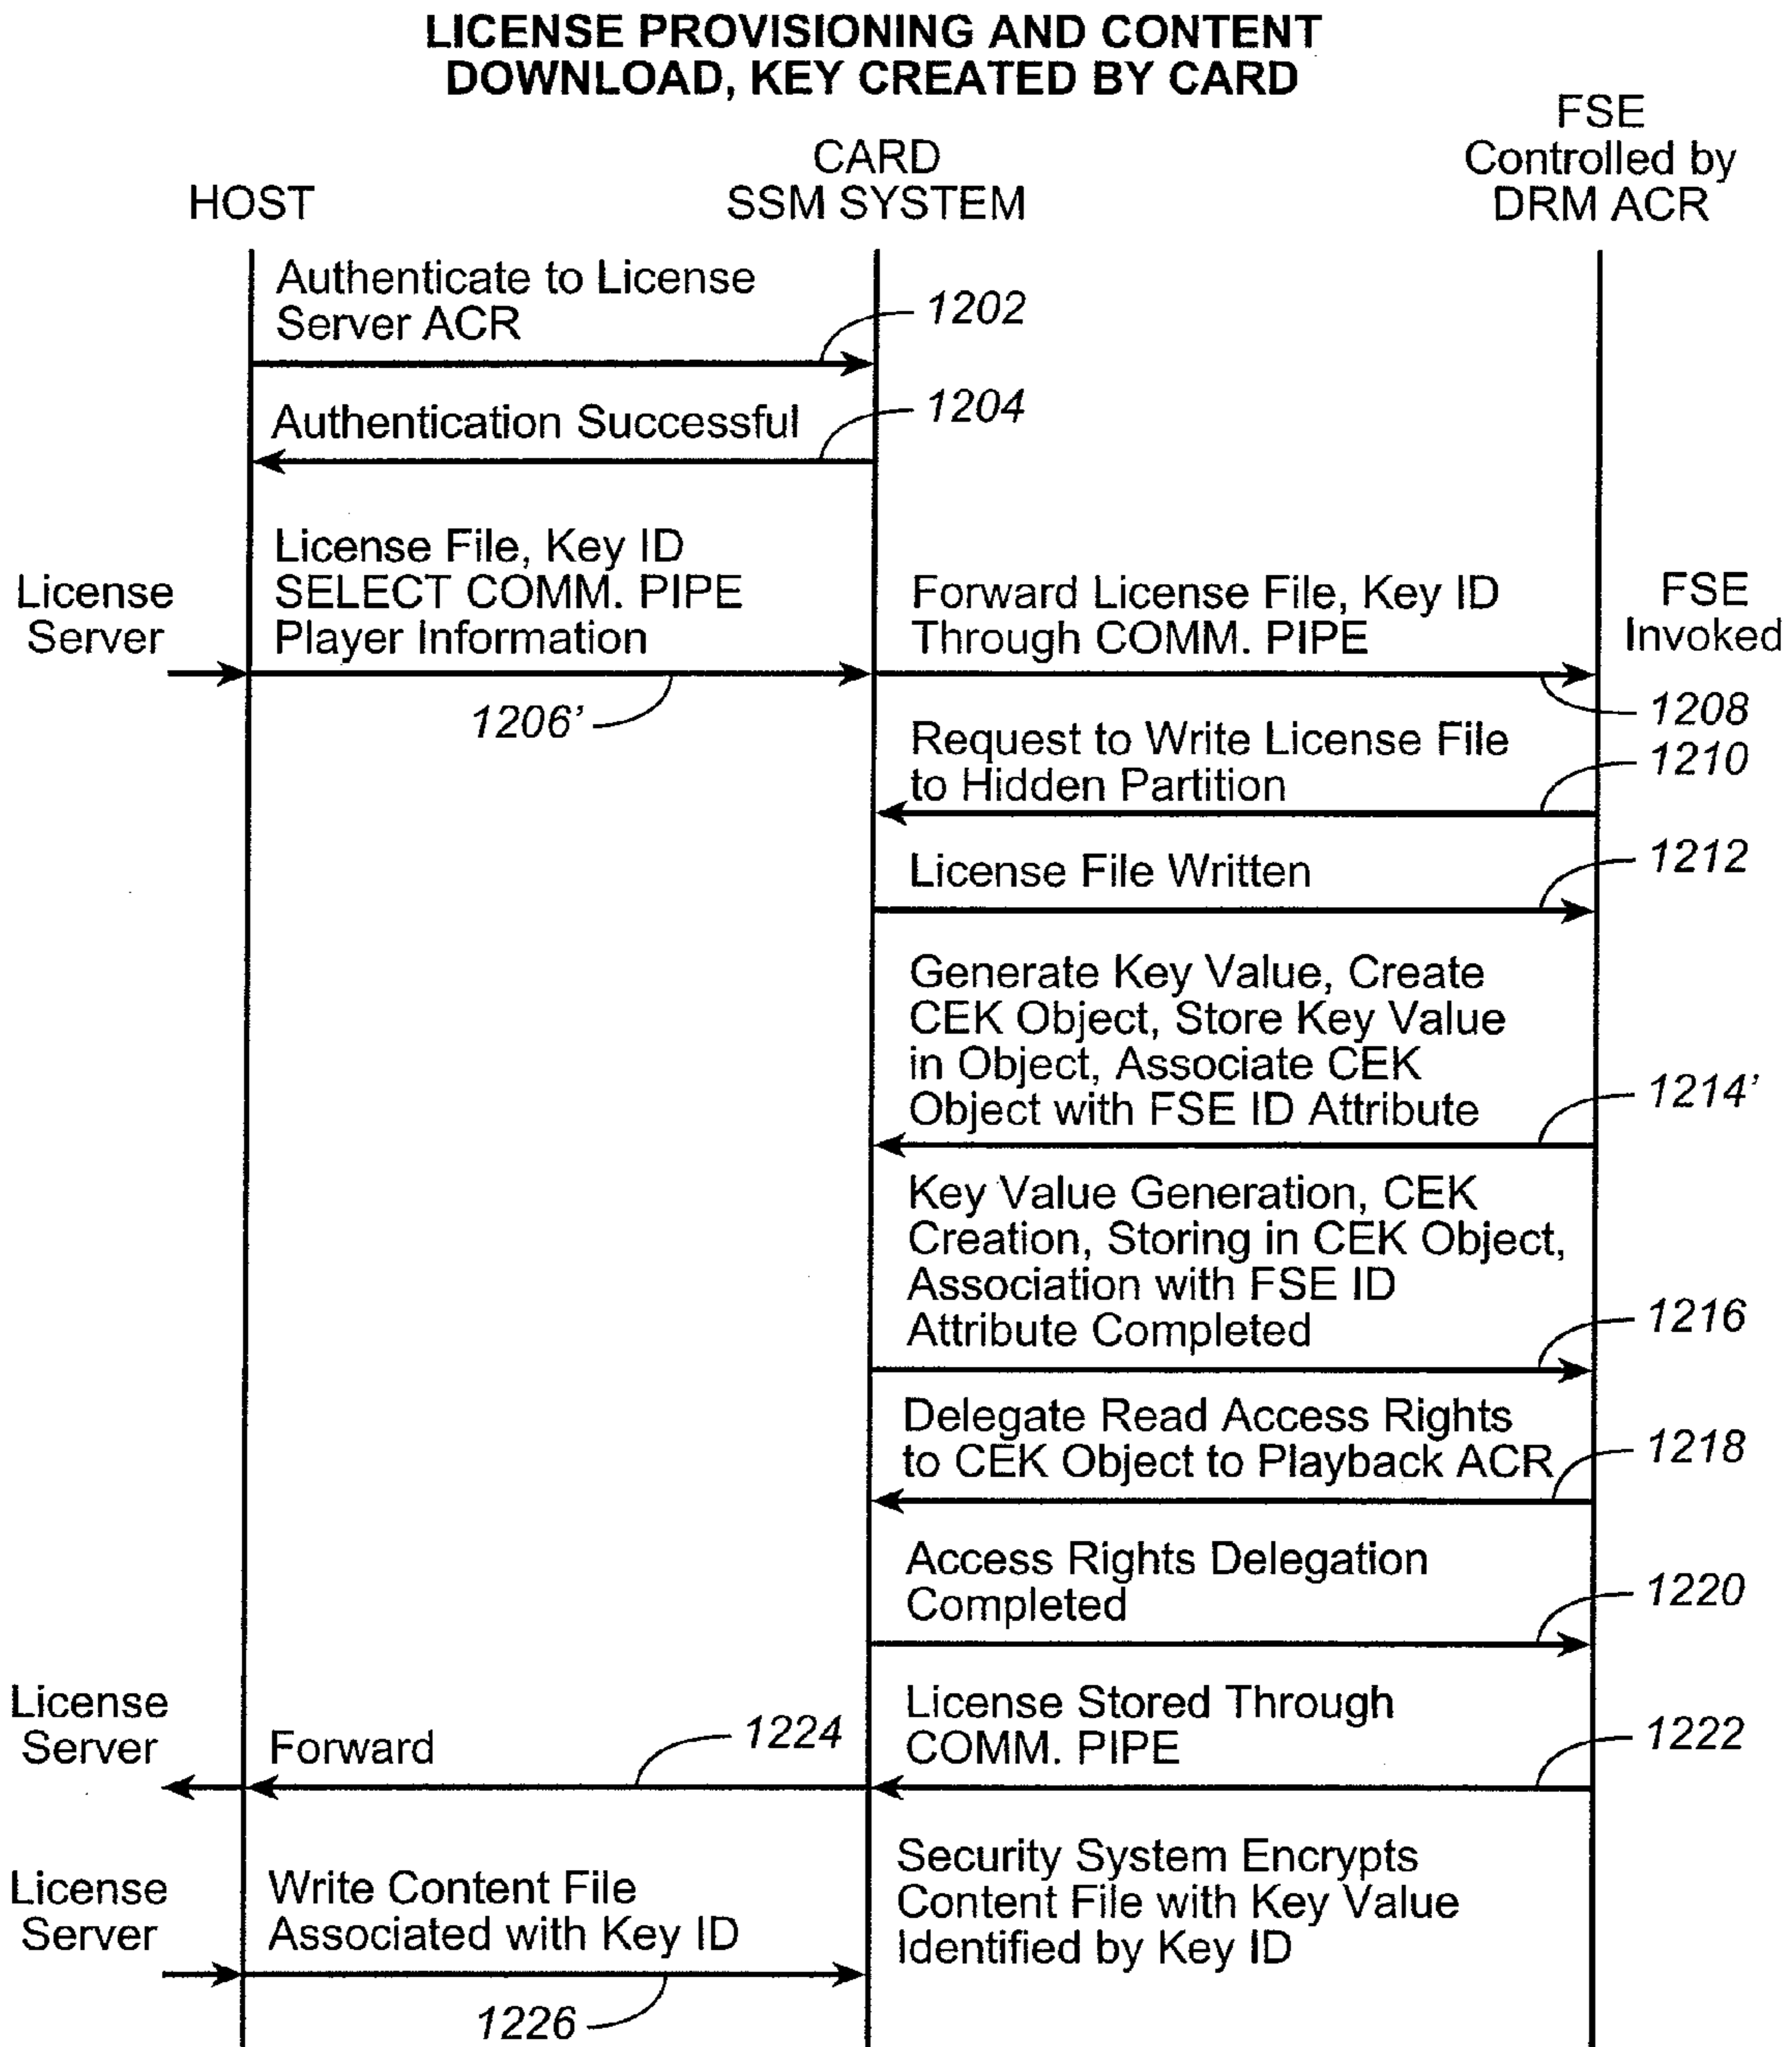 LICENSE PROVISIONING AND CONTENT
DOWNLOAD, KEY CREATED BY CARD
HOST
CARD
SSM SYSTEM
FSE
Controlled by
DRM ACR
Authenticate to License
Server ACR
1202
Authentication Successful
1204
License
Server
License File, Key ID
SELECT COMM. PIPE
Player Information
1206’
Forward License File, Key ID
Through COMM. PIPE
FSE
Invoked
1208
Request to Write License File
to Hidden Partition
1210
License File Written
1212
Generate Key Value, Create
CEK Object, Store Key Value
in Object, Associate CEK
Object with FSE ID Attribute
1214’
Key Value Generation, CEK
Creation, Storing in CEK Object,
Association with FSE ID
Attribute Completed
1216
Delegate Read Access Rights
to CEK Object to Playback ACR
1218
Access Rights Delegation
Completed
1220
License
Server
Forward
1224
License Stored Through
COMM. PIPE
1222
License
Server
Write Content File
Associated with Key ID
1226
Security System Encrypts
Content File with Key Value
Identified by Key ID